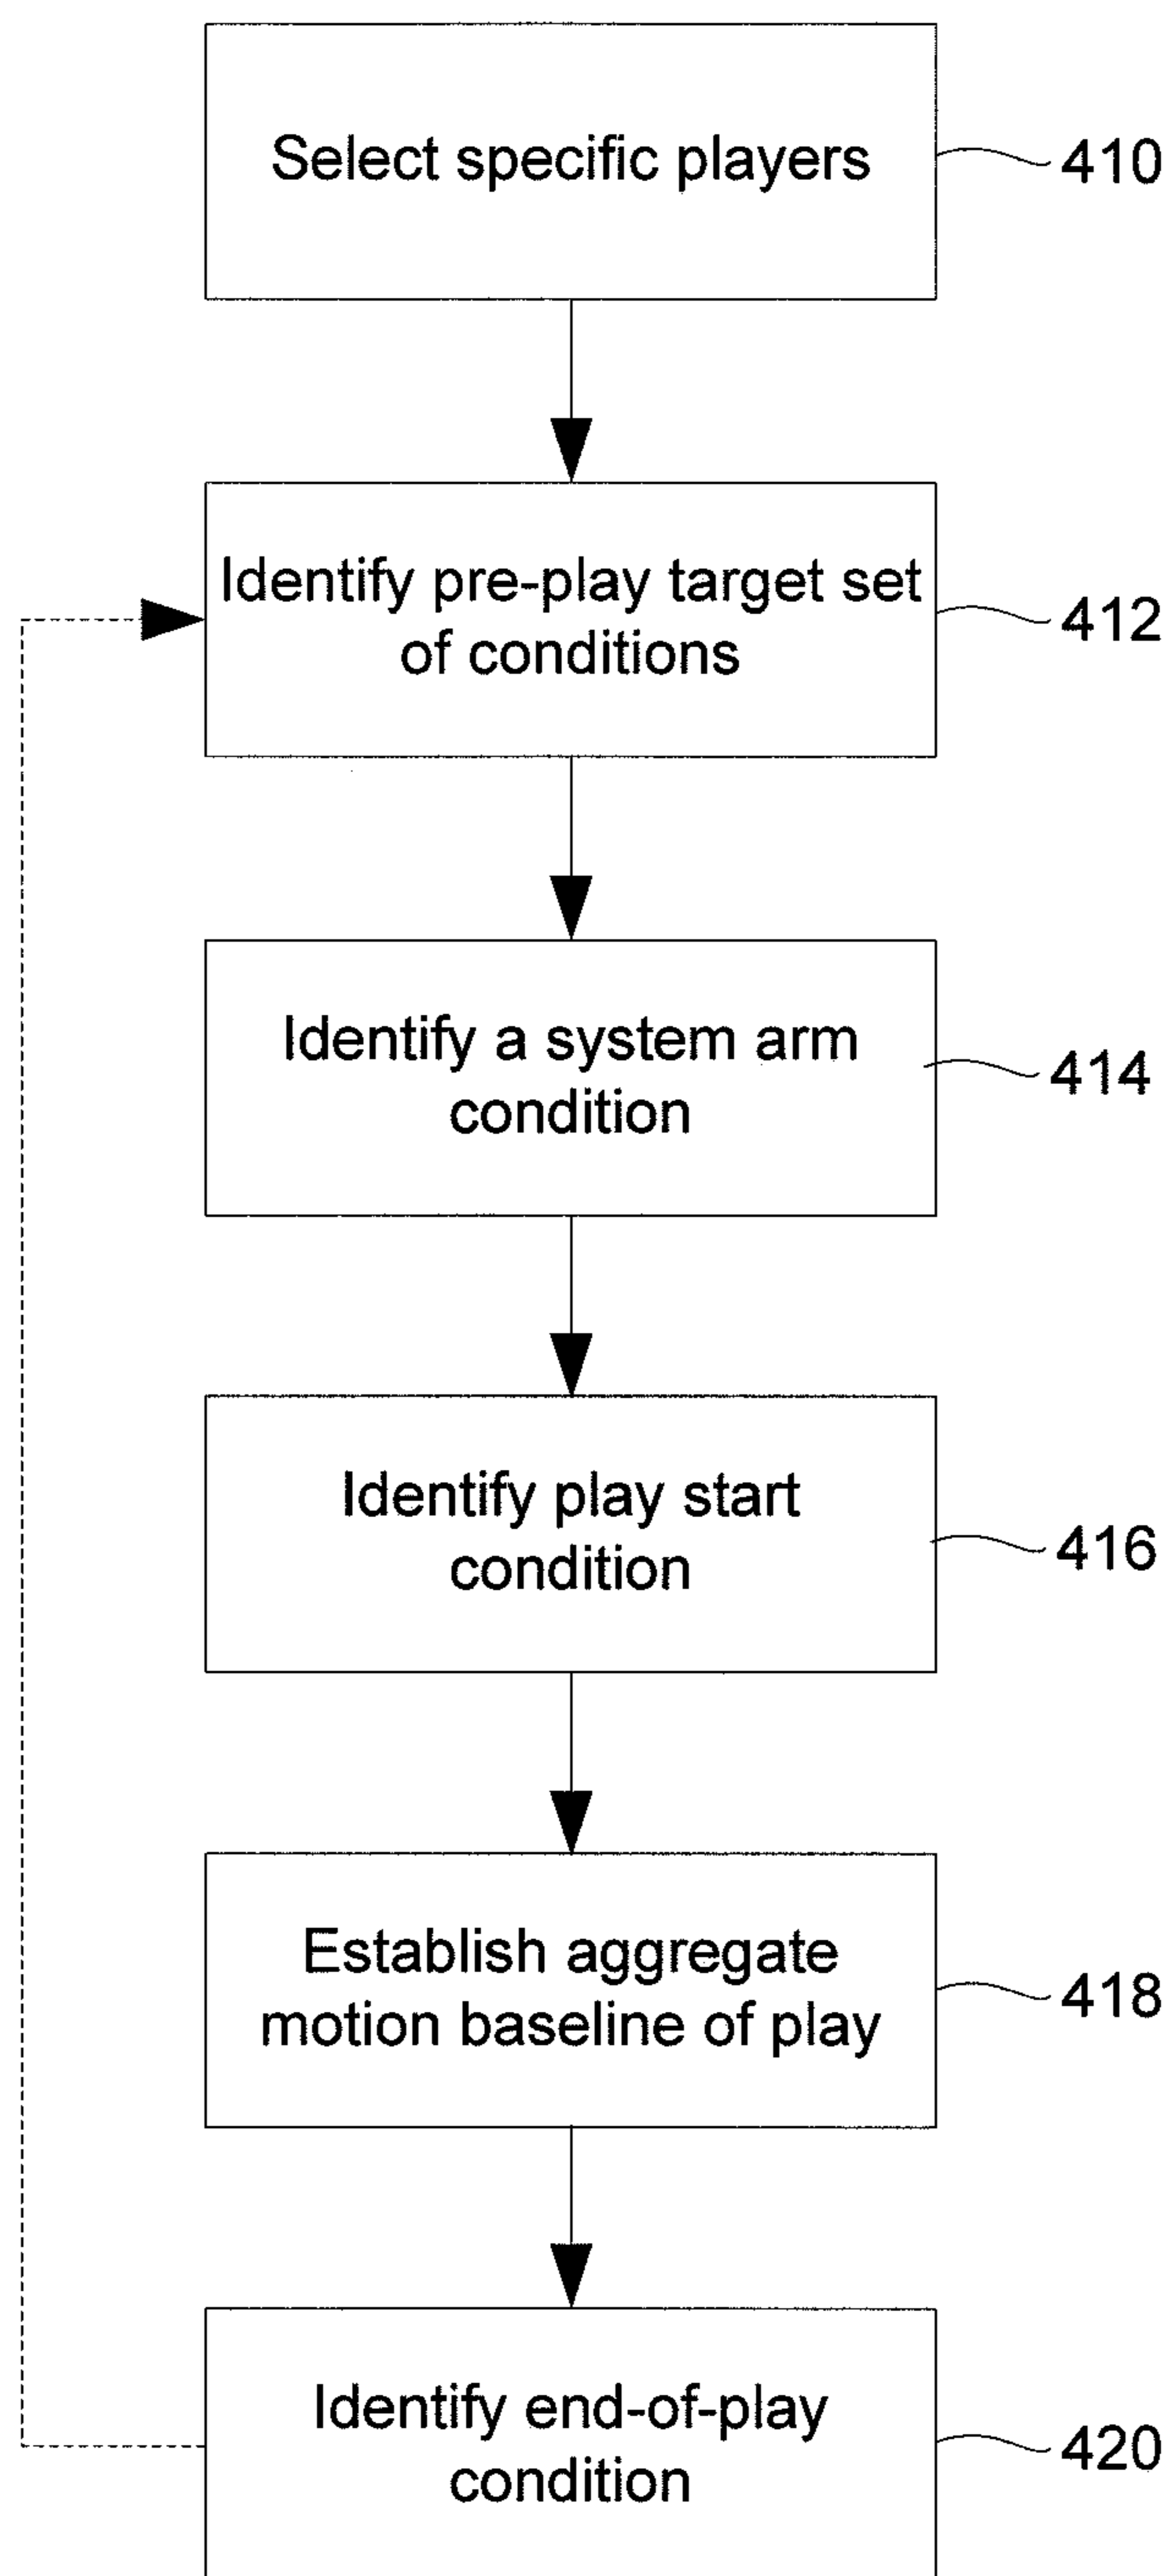 Select specific players
410
Identify pre-play target set
of conditions
412
Identify a system arm
condition
414
Identify play start
condition
416
Establish aggregate
motion baseline of play
418
Identify end-of-play
condition
420